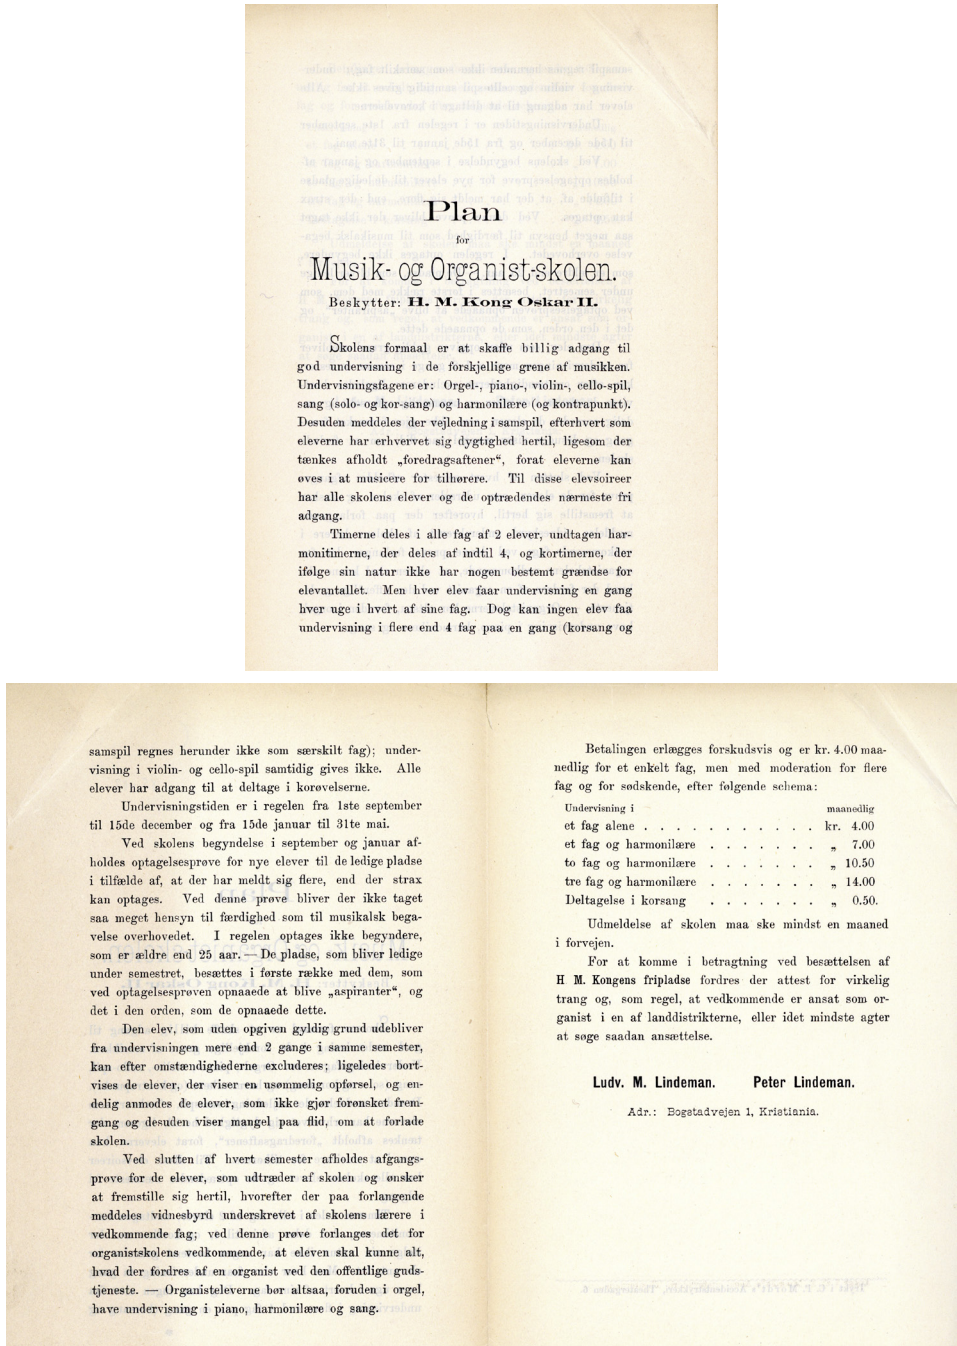 Plan
for
Musik- og Organist-skolen.
Beskytter: H. M. Kong Oskar II.
Skolens formaal er at skaffe billig adgang til
god undervisning i de forskjellige grene af musikken.
Undervisningsfagene er: Orgel-, piano-, violin-, cello-spil,
sang (solo- og kor-sang) og harmonilære (og kontrapunkt).
Desuden meddeles der vejledning i samspil, efterhvert som
eleverne har erhvervet sig dygtighed hertil, ligesom der
tænkes afholdt „foredragsaftener“, forat eleverne kan
øves i at musicere for tilhørere. Til disse elevsoireer
har alle skolens elever og de optrædendes nærmeste fri
adgang.
Timerne deles i alle fag af 2 elever, undtagen har-
monitimerne, der deles af indtil 4, og kortimerne, der
ifølge sin natur ikke har nogen bestemt grændse for
elevantallet. Men hver elev faar undervisning en gang
hver uge i hvert af sine fag. Dog kan ingen elev faa
undervisning i flere end 4 fag paa en gang (korsang og
samspil regnes herunder ikke som særskilt fag); under-
visning i violin- og cello-spil samtidig gives ikke. Alle
elever har adgang til at deltage i korøvelserne.
Undervisningstiden er i regelen fra 1ste september
til 15de december og fra 15de januar til 31te mai.
Ved skolens begyndelse i september og januar af-
holdes optagelsesprøve for nye elever til de ledige pladse
i tilfælde af, at der har meldt sig flere, end der strax
kan optages. Ved denne prøve bliver der ikke taget
saa meget hensyn til færdighed som til musikalsk bega-
velse overhovedet. I regelen optages ikke begyndere,
som er ældre end 25 aar. — De pladse, som bliver ledige
under semestret, besættes i første række med dem, som
ved optagelsesprøven opnaaede at blive „aspiranter“, og
det i den orden, som de opnaaede dette.
Den elev, som uden opgiven gyldig grund udebliver
fra undervisningen mere end 2 gange i samme semester,
kan efter omstændighederne excluderes; ligeledes bort-
vises de elever, der viser en usømmelig opførsel, og en-
delig anmodes de elever, som ikke gjør forønsket frem-
gang og desuden viser mangel paa flid, om at forlade
skolen.
Ved slutten af hvert semester afholdes afgangs-
prøve for de elever, som udtræder af skolen og ønsker
at fremstille sig hertil, hvorefter der paa forlangende
meddeles vidnesbyrd underskrevet af skolens lærere i
vedkommende fag; ved denne prøve forlanges det for
organistskolens vedkommende, at eleven skal kunne alt,
hvad der fordres af en organist ved den offentlige guds-
tjeneste. — Organisteleverne bør altsaa, foruden i orgel,
have undervisning i piano, harmonilære og sang.
Betalingen erlægges forskudsvis og er kr. 4.00 maa-
nedlig for et enkelt fag, men med moderation for flere
fag og for sødskende, efter følgende schema:
Undervisning i maanedlig
et fag alene . . . . . . . . . . . kr. 4.00
et fag og harmonilære . . . . . . . „ 7.00
to fag og harmonilære . . . . . . . „ 10.50
tre fag og harmonilære . . . . . . . „ 14.00
Deltagelse i korsang . . . . . . . „ 0.50.
Udmeldelse af skolen maa ske mindst en maaned
i forvejen.
For at komme i betragtning ved besættelsen af
H M. Kongens fripladse fordres der attest for virkelig
trang og, som regel, at vedkommende er ansat som or-
ganist i en af landdistrikterne, eller idet mindste agter
at søge saadan ansættelse.
Ludv. M. Lindeman. Peter Lindeman.
Adr.: Bogstadvejen 1, Kristiania.